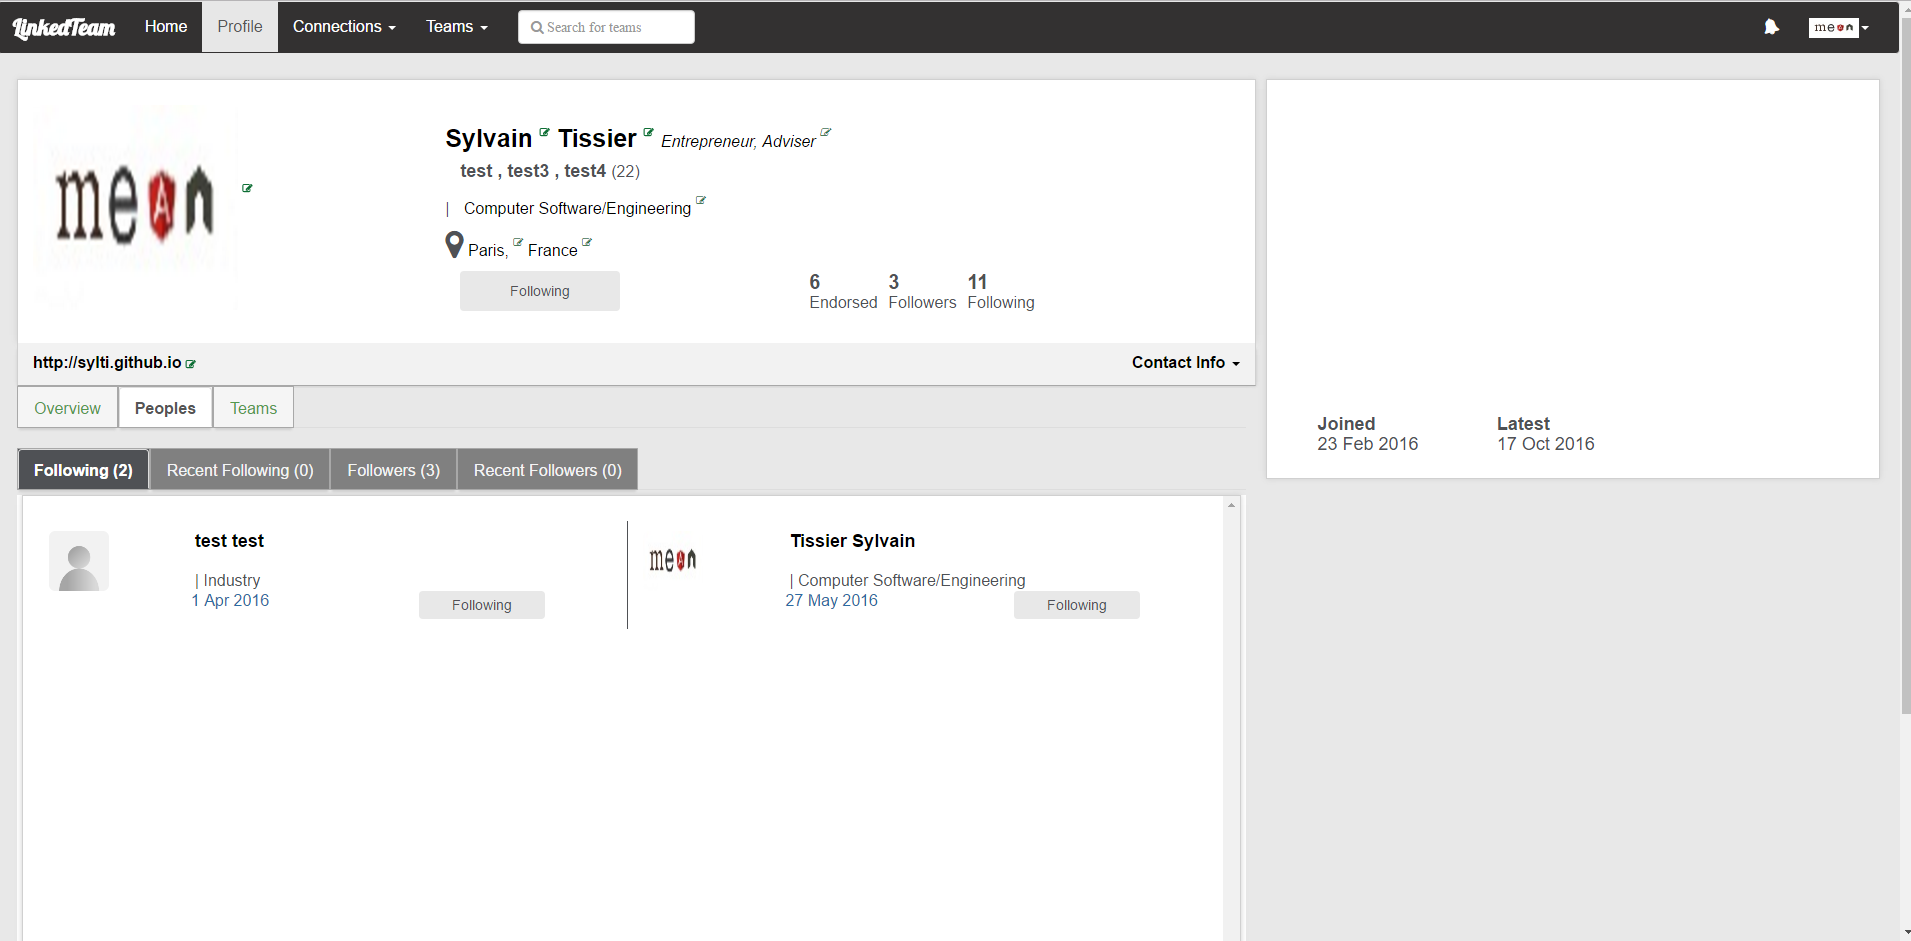 LinkedTeam Home Profile Connections Teams Search for teams mean
mean
Sylvain Tissier Entrepreneur, Adviser
test , test3 , test4 (22)
| Computer Software/Engineering
Paris, France
Following
6 3 11
Endorsed Followers Following
http://sylti.github.io Contact Info
Overview Peoples Teams
Joined Latest
23 Feb 2016 17 Oct 2016
Following (2) Recent Following (0) Followers (3) Recent Followers (0)
test test
| Industry
1 Apr 2016
Following
mean
Tissier Sylvain
| Computer Software/Engineering
27 May 2016
Following